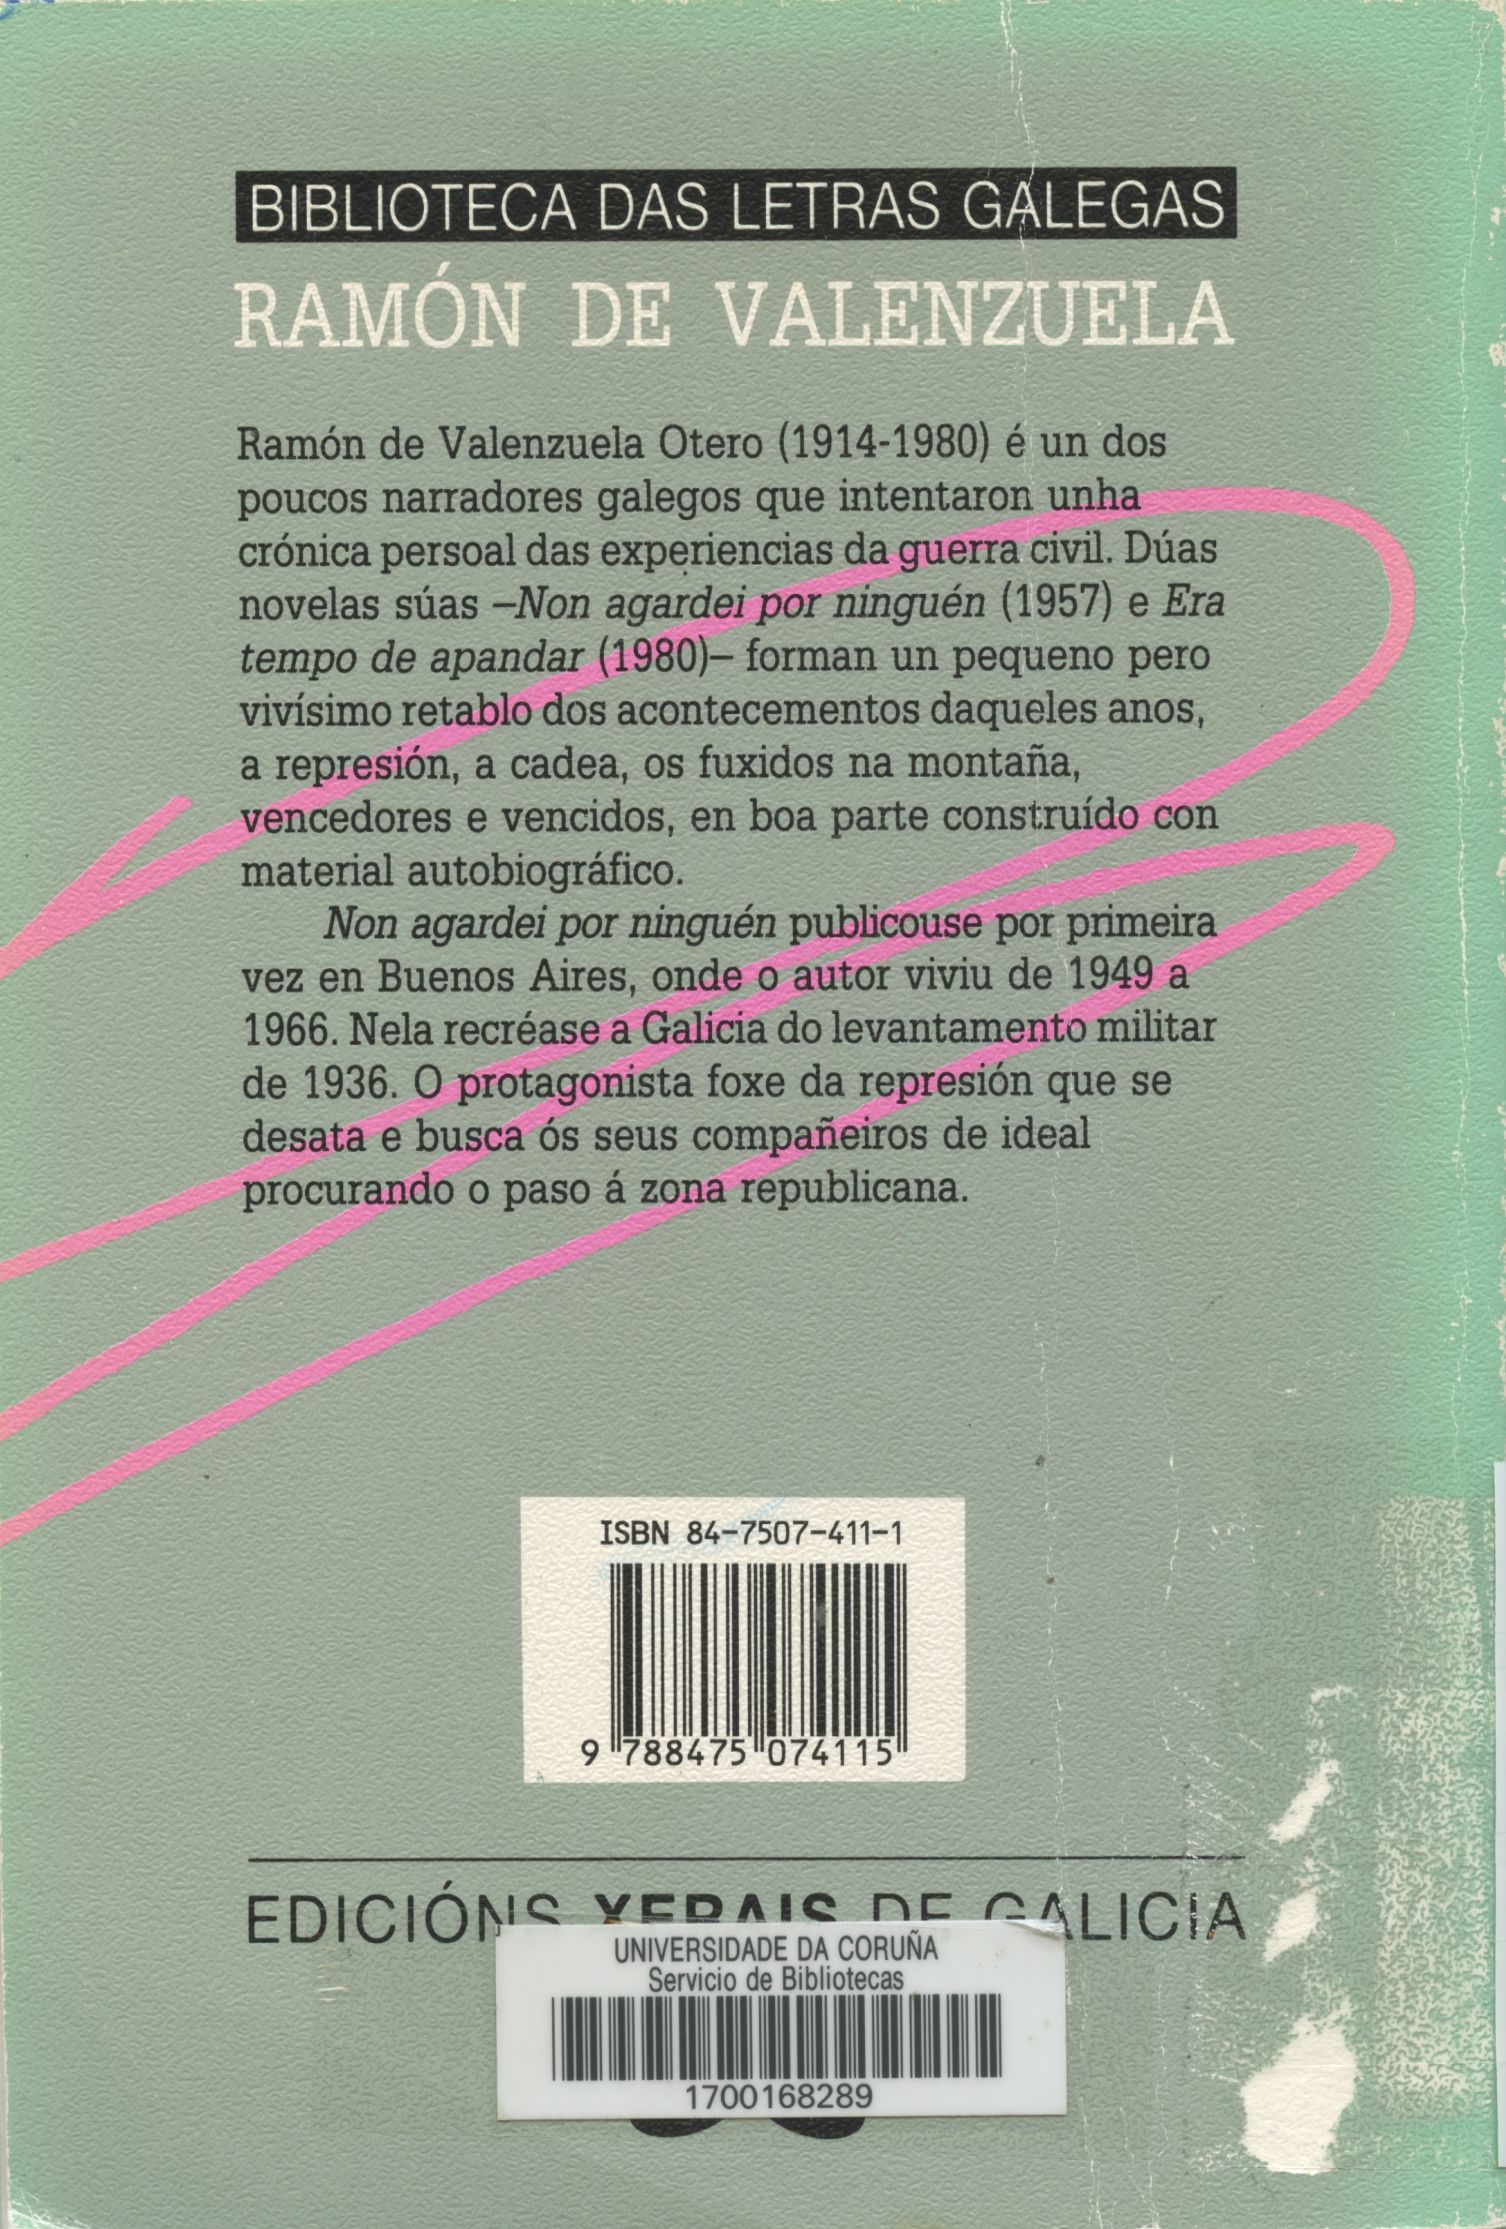 BIBLIOTECA DAS LETRAS GALEGAS
RAMÓN DE VALENZUELA
Ramón de Valenzuela Otero (1914-1980) é un dos
poucos narradores galegos que intentaron unha
crónica persoal das experiencias da guerra civil. Dúas
novelas súas –Non agardei por ninguén (1957) e Era
tempo de apandar (1980)– forman un pequeno pero
vivísimo retablo dos acontecementos daqueles anos,
a represión, a cadea, os fuxidos na montaña,
vencedores e vencidos, en boa parte construído con
material autobiográfico.
Non agardei por ninguén publicouse por primeira
vez en Buenos Aires, onde o autor viviu de 1949 a
1966. Nela recréase a Galicia do levantamento militar
de 1936. O protagonista foxe da represión que se
desata e busca ós seus compañeiros de ideal
procurando o paso á zona republicana.
ISBN 84-7507-411-1
9 788475 074115
EDICIÓNS XERAIS DE GALICIA
UNIVERSIDADE DA CORUÑA
Servicio de Bibliotecas
1700168289